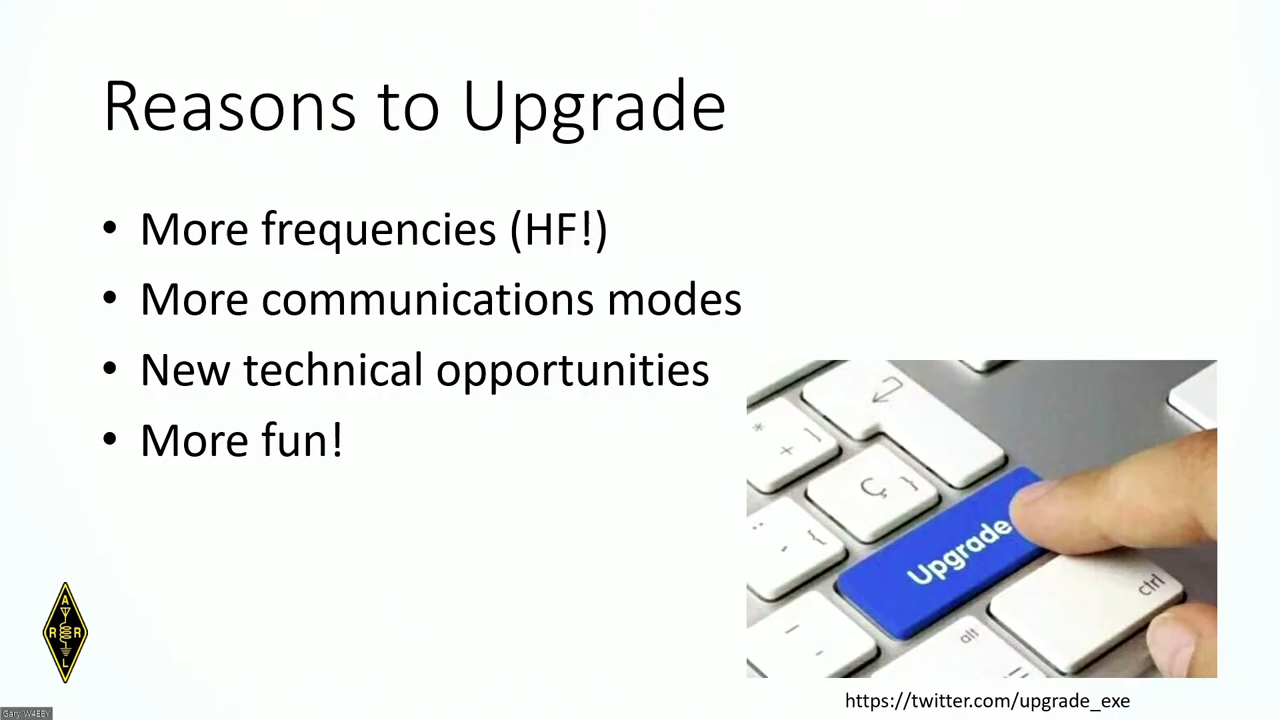 Reasons to Upgrade
• More frequencies (HF!)
• More communications modes
• New technical opportunities
• More fun!
* + ]
Ç }
¨ - {
Upgrade
ctrl
alt
A
R R
L
https://twitter.com/upgrade_exe
Gary W4EEY